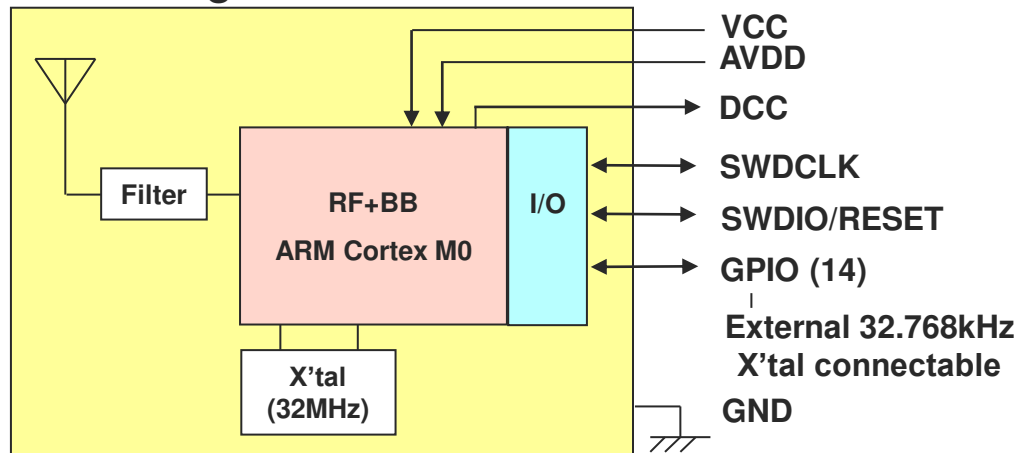 VCC
AVDD
DCC
Filter
RF+BB
ARM Cortex M0
I/O
SWDCLK
SWDIO/RESET
GPIO (14)
External 32.768kHz
X'tal connectable
X'tal
(32MHz)
GND